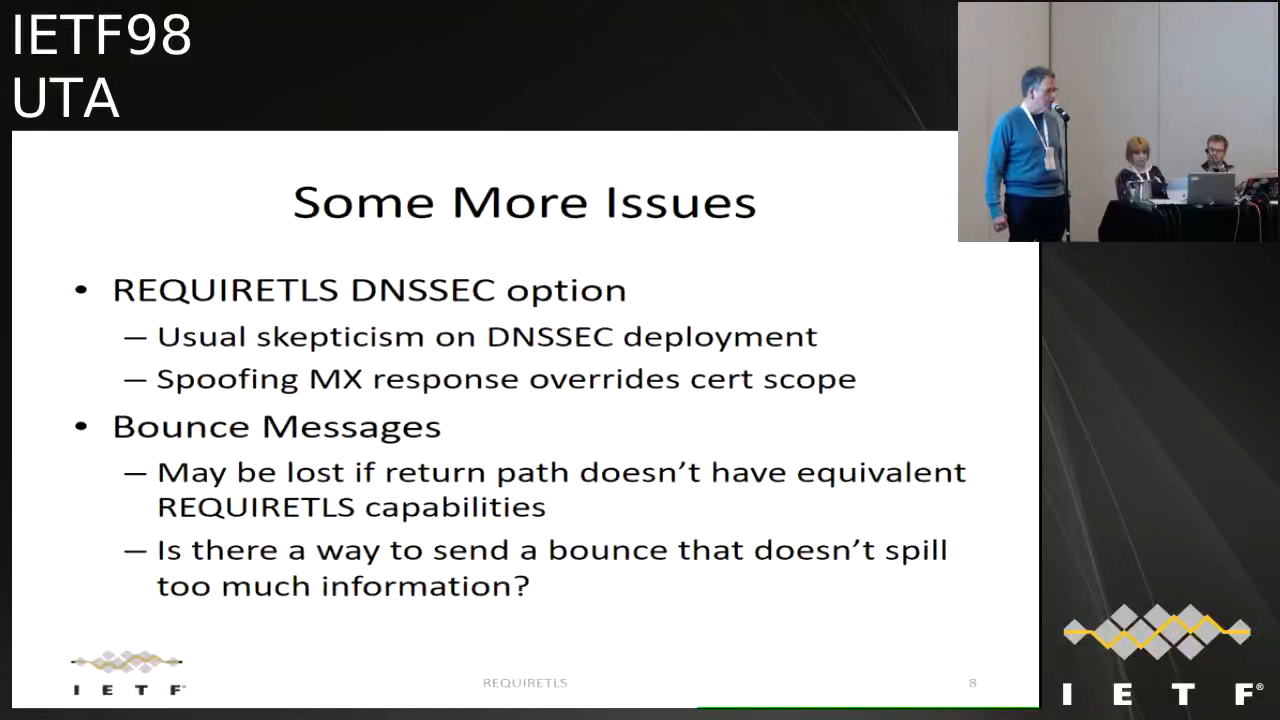 IETF98
UTA
Some More Issues
• REQUIRETLS DNSSEC option
– Usual skepticism on DNSSEC deployment
– Spoofing MX response overrides cert scope
• Bounce Messages
– May be lost if return path doesn’t have equivalent
REQUIRETLS capabilities
– Is there a way to send a bounce that doesn’t spill
too much information?
I E T F®
REQUIRETLS
8
I E T F®